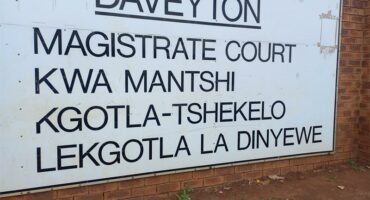 DAVEYTON
MAGISTRATE COURT
KWA MANTSHI
KGOTLA-TSHEKELO
LEKGOTLA LA DINYEWE